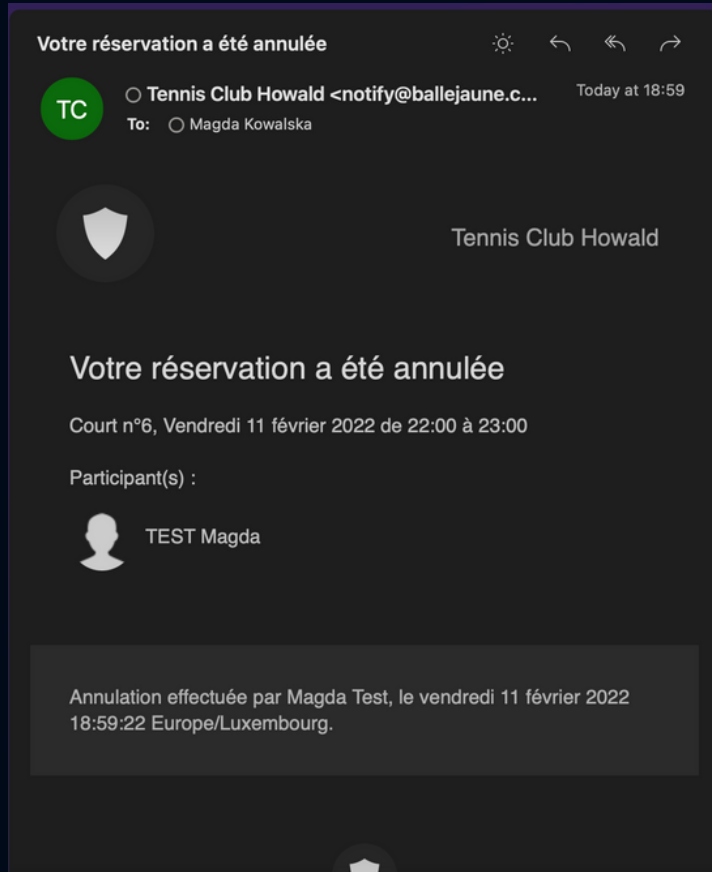 Votre réservation a été annulée
TC
Tennis Club Howald <notify@ballejaune.c...
Today at 18:59
To: Magda Kowalska
Tennis Club Howald
Votre réservation a été annulée
Court n°6, Vendredi 11 février 2022 de 22:00 à 23:00
Participant(s) :
TEST Magda
Annulation effectuée par Magda Test, le vendredi 11 février 2022
18:59:22 Europe/Luxembourg.